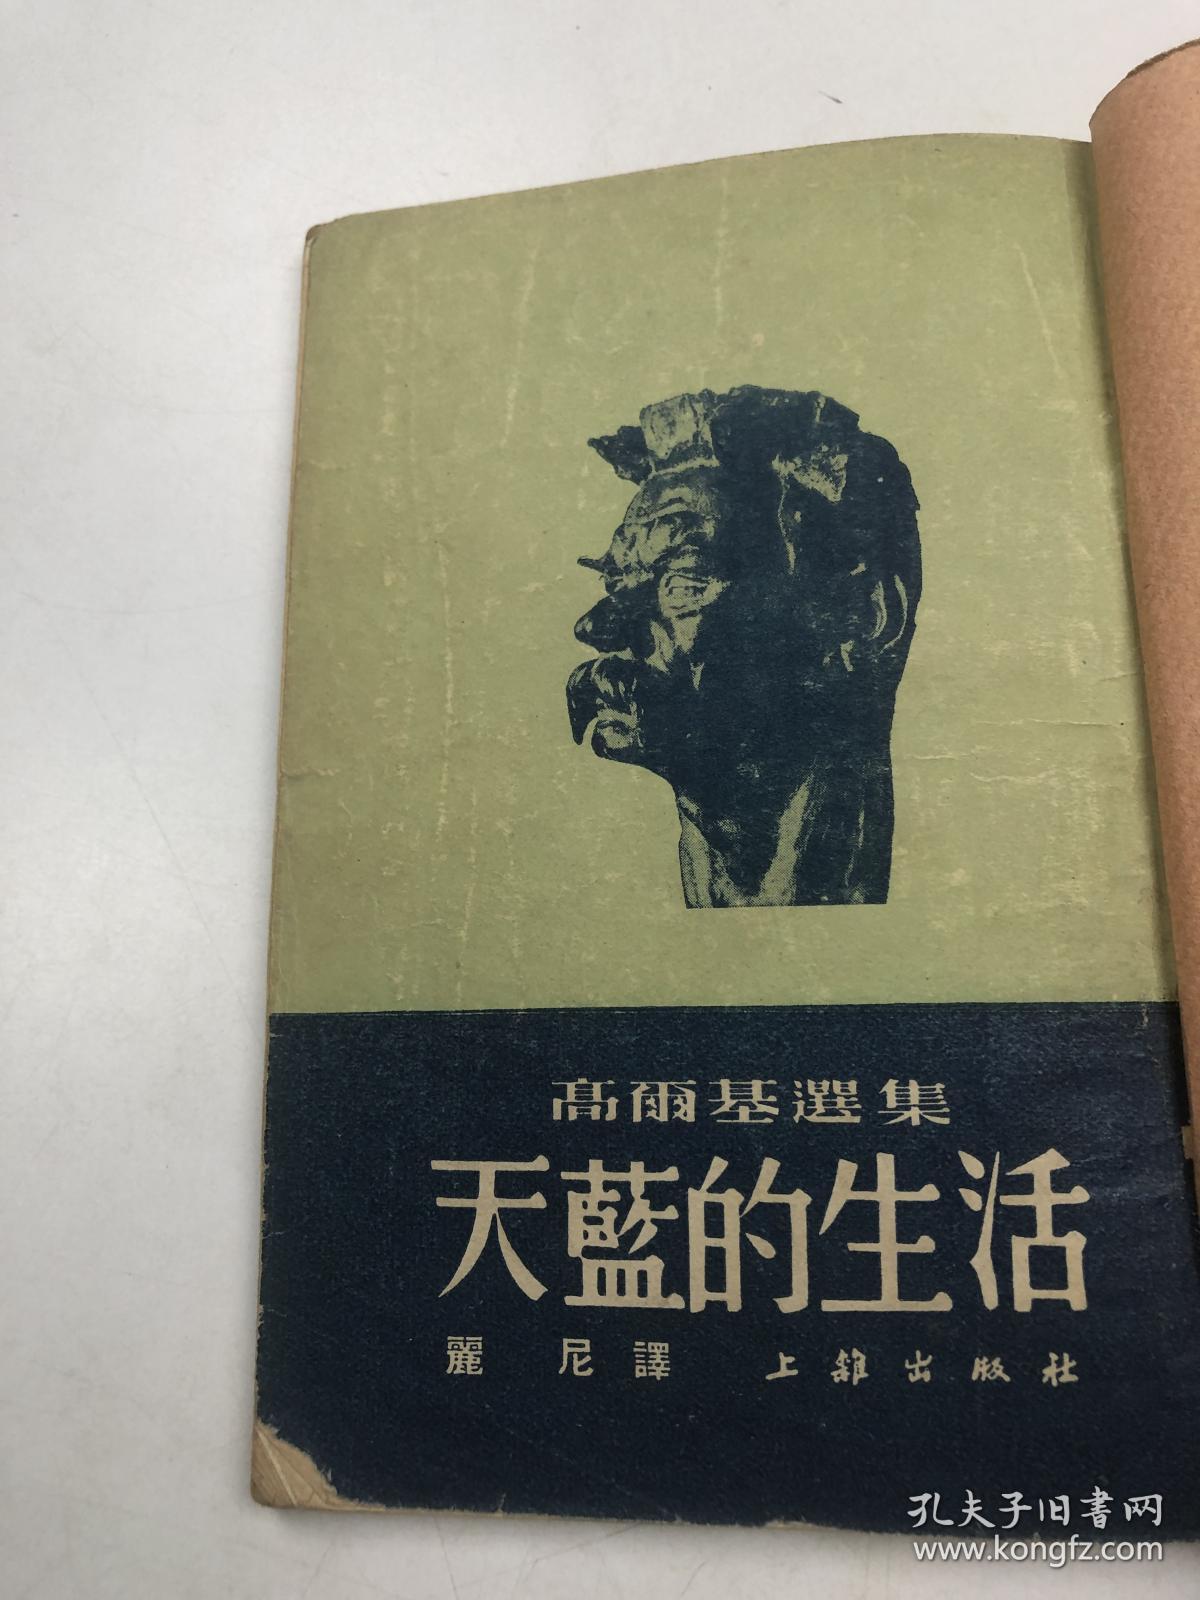 高爾基選集
天藍的生活
麗尼譯 上雜出版社
孔夫子旧书网
www.kongfz.com